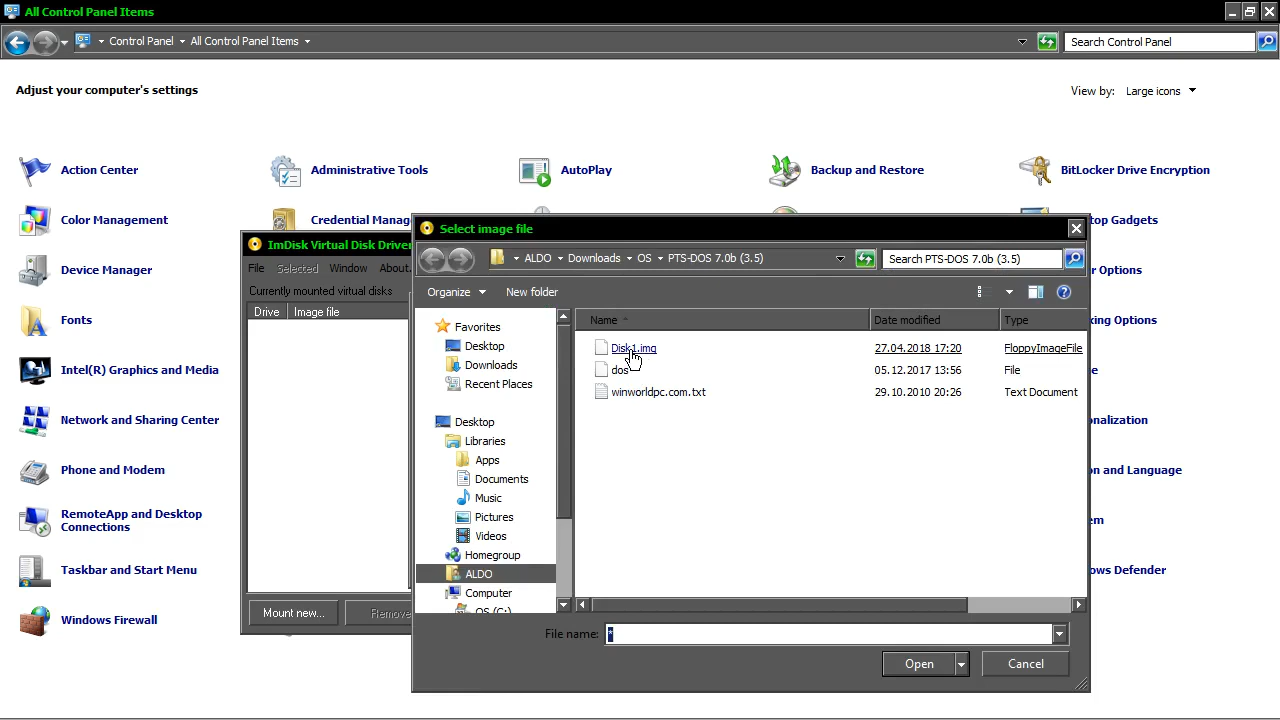 All Control Panel Items
Control Panel All Control Panel Items Search Control Panel
Adjust your computer's settings View by: Large icons
Action Center Administrative Tools AutoPlay Backup and Restore BitLocker Drive Encryption
Color Management Credential Manag top Gadgets
Device Manager r Options
Fonts king Options
Intel(R) Graphics and Media e
Network and Sharing Center onalization
Phone and Modem on and Language
RemoteApp and Desktop
Connections em
Taskbar and Start Menu ows Defender
Windows Firewall
ImDisk Virtual Disk Driver
File Selected Window About.
Currently mounted virtual disks
Drive Image file
Mount new... Remove
Select image file
ALDO Downloads OS PTS-DOS 7.0b (3.5) Search PTS-DOS 7.0b (3.5)
Organize New folder
Favorites
Desktop
Downloads
Recent Places
Desktop
Libraries
Apps
Documents
Music
Pictures
Videos
Homegroup
ALDO
Computer
OS (C:)
Name Date modified Type
Disk1.img 27.04.2018 17:20 FloppyImageFile
dos 05.12.2017 13:56 File
winworldpc.com.txt 29.10.2010 20:26 Text Document
File name: *
Open Cancel